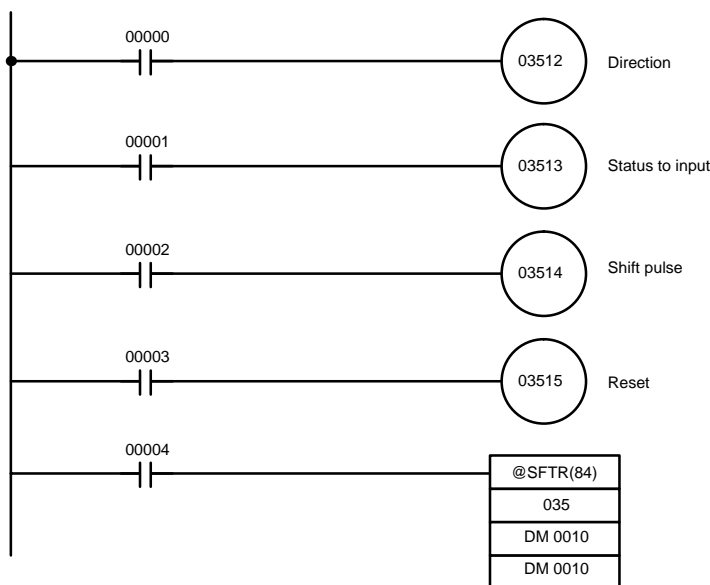 00000
03512 Direction
00001
03513 Status to input
00002
03514 Shift pulse
00003
03515 Reset
00004
@SFTR(84)
035
DM 0010
DM 0010